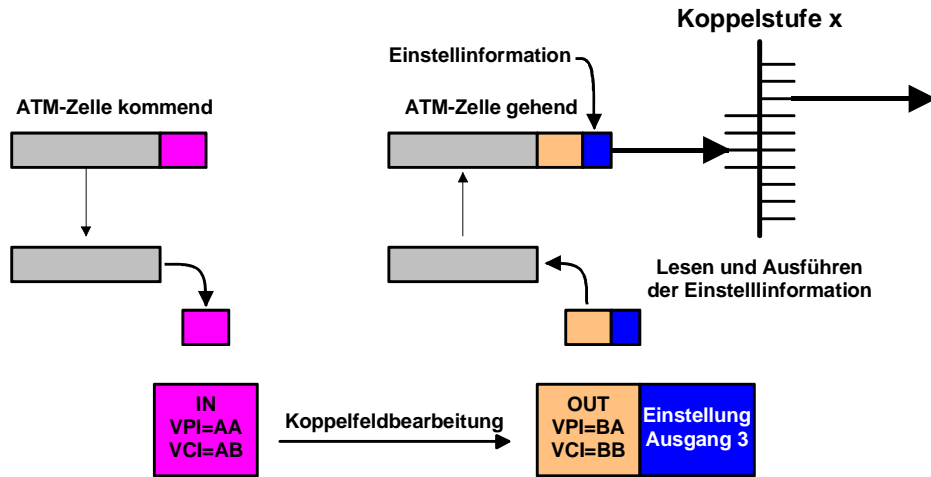 Koppelstufe x
Einstellinformation
ATM-Zelle kommend
ATM-Zelle gehend
Lesen und Ausführen
der Einstelllinformation
IN
VPI=AA
VCI=AB
Koppelfeldbearbeitung
OUT
VPI=BA
VCI=BB
Einstellung
Ausgang 3